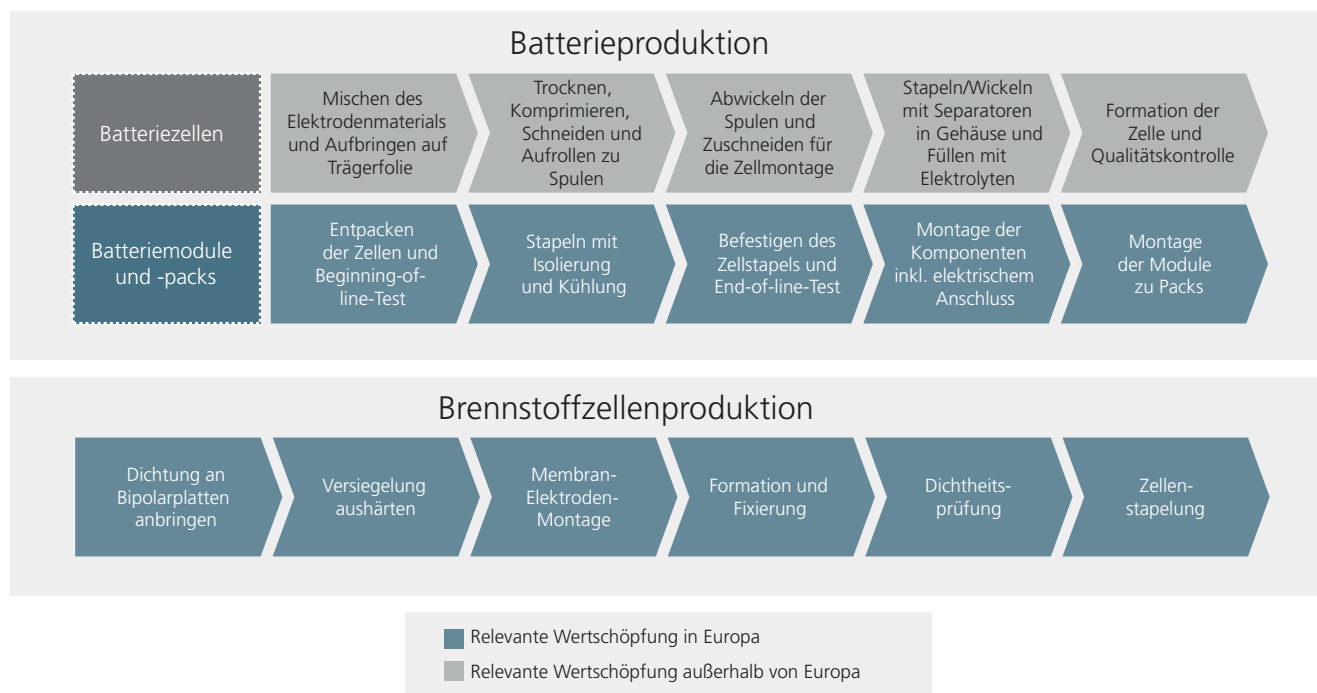 Batterieproduktion
Batteriezellen
Mischen des
Elektrodenmaterials
und Aufbringen auf
Trägerfolie
Trocknen,
Komprimieren,
Schneiden und
Aufrollen zu
Spulen
Abwickeln der
Spulen und
Zuschneiden für
die Zellmontage
Stapeln/Wickeln
mit Separatoren
in Gehäuse und
Füllen mit
Elektrolyten
Formation der
Zelle und
Qualitätskontrolle
Batteriemodule
und -packs
Entpacken
der Zellen und
Beginning-of-
line-Test
Stapeln mit
Isolierung
und Kühlung
Befestigen des
Zellstapels und
End-of-line-Test
Montage der
Komponenten
inkl. elektrischem
Anschluss
Montage
der Module
zu Packs
Brennstoffzellenproduktion
Dichtung an
Bipolarplatten
anbringen
Versiegelung
aushärten
Membran-
Elektroden-
Montage
Formation und
Fixierung
Dichtheits-
prüfung
Zellen-
stapelung
Relevante Wertschöpfung in Europa
Relevante Wertschöpfung außerhalb von Europa